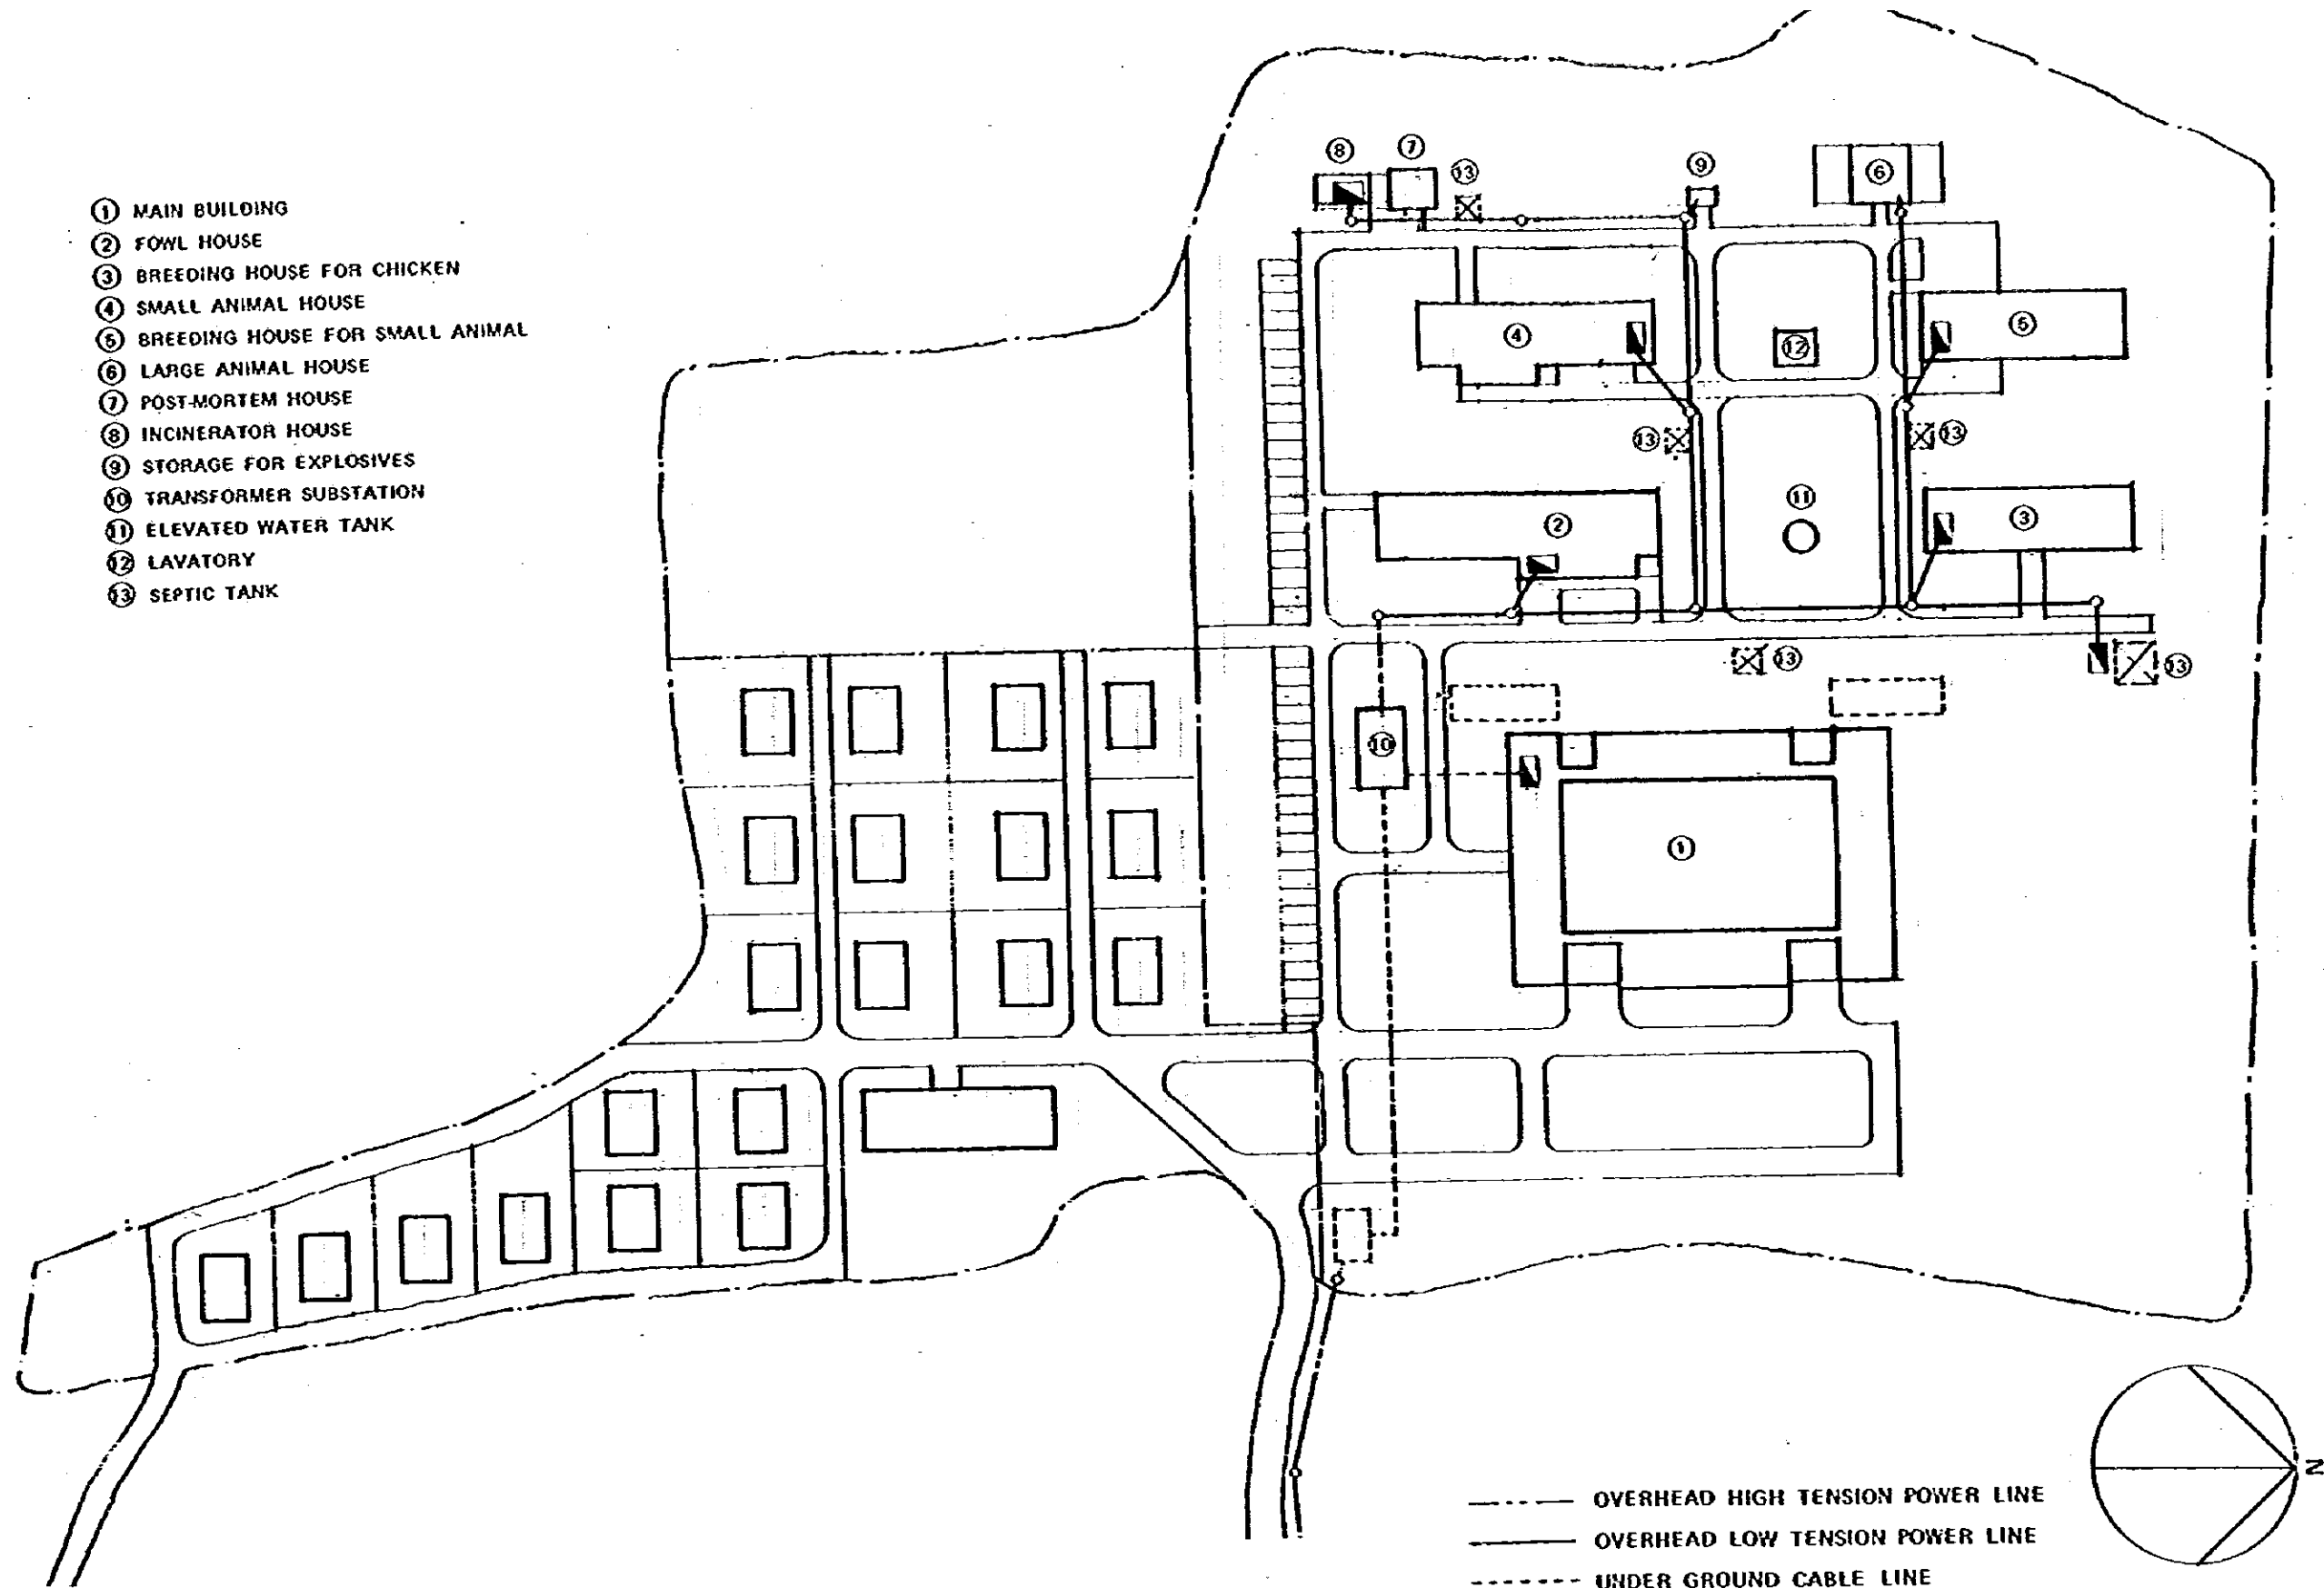 ① MAIN BUILDING
② FOWL HOUSE
③ BREEDING HOUSE FOR CHICKEN
④ SMALL ANIMAL HOUSE
⑤ BREEDING HOUSE FOR SMALL ANIMAL
⑥ LARGE ANIMAL HOUSE
⑦ POST-MORTEM HOUSE
⑧ INCINERATOR HOUSE
⑨ STORAGE FOR EXPLOSIVES
⑩ TRANSFORMER SUBSTATION
⑪ ELEVATED WATER TANK
⑫ LAVATORY
⑬ SEPTIC TANK
⑧ ⑦ ⑬ ⑨ ⑥
④ ⑫ ⑤
⑬ ⑬
② ⑪ ③
⑬ ⑬
⑩
①
N
OVERHEAD HIGH TENSION POWER LINE
OVERHEAD LOW TENSION POWER LINE
UNDER GROUND CABLE LINE